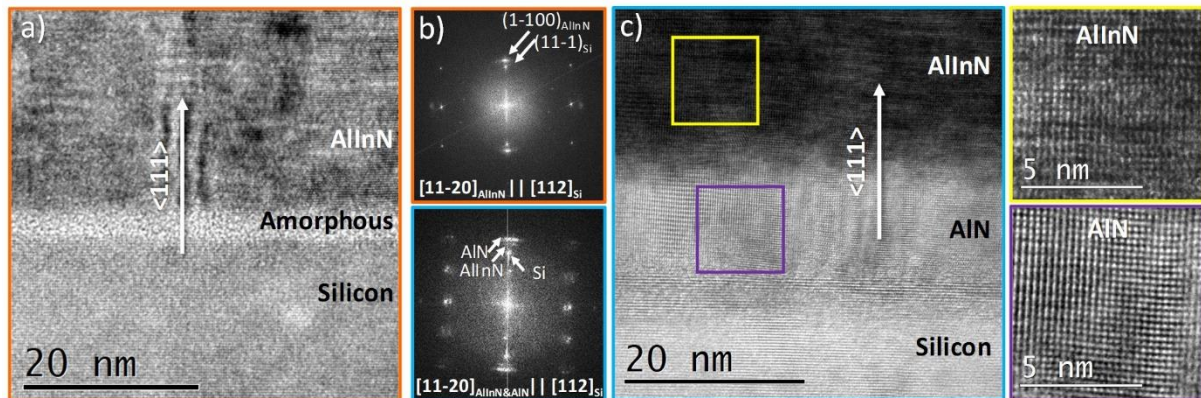 a)
<111>
AlInN
Amorphous
Silicon
20 nm
b)
(1-100)AlInN
(11-1)Si
[11-20]AlInN || [112]Si
AlN
AlInN
Si
[11-20]AlInN&AlN || [112]Si
c)
AlInN
<111>
AlN
Silicon
20 nm
AlInN
5 nm
AlN
5 nm